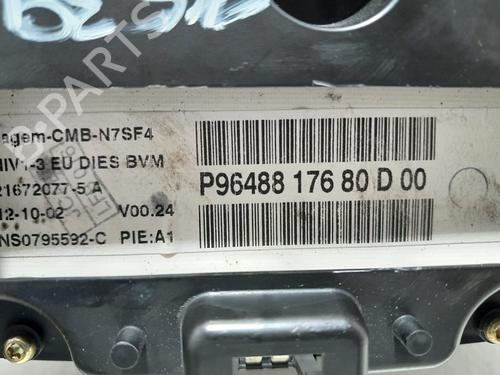 agem-CMB-N7SF4
NIV1-3 EU DIES BVM
21672077-5 A
12-10-02 V00.24
NS0795592-C PIE:A1
P96488 176 80 D 00
B-PARTS